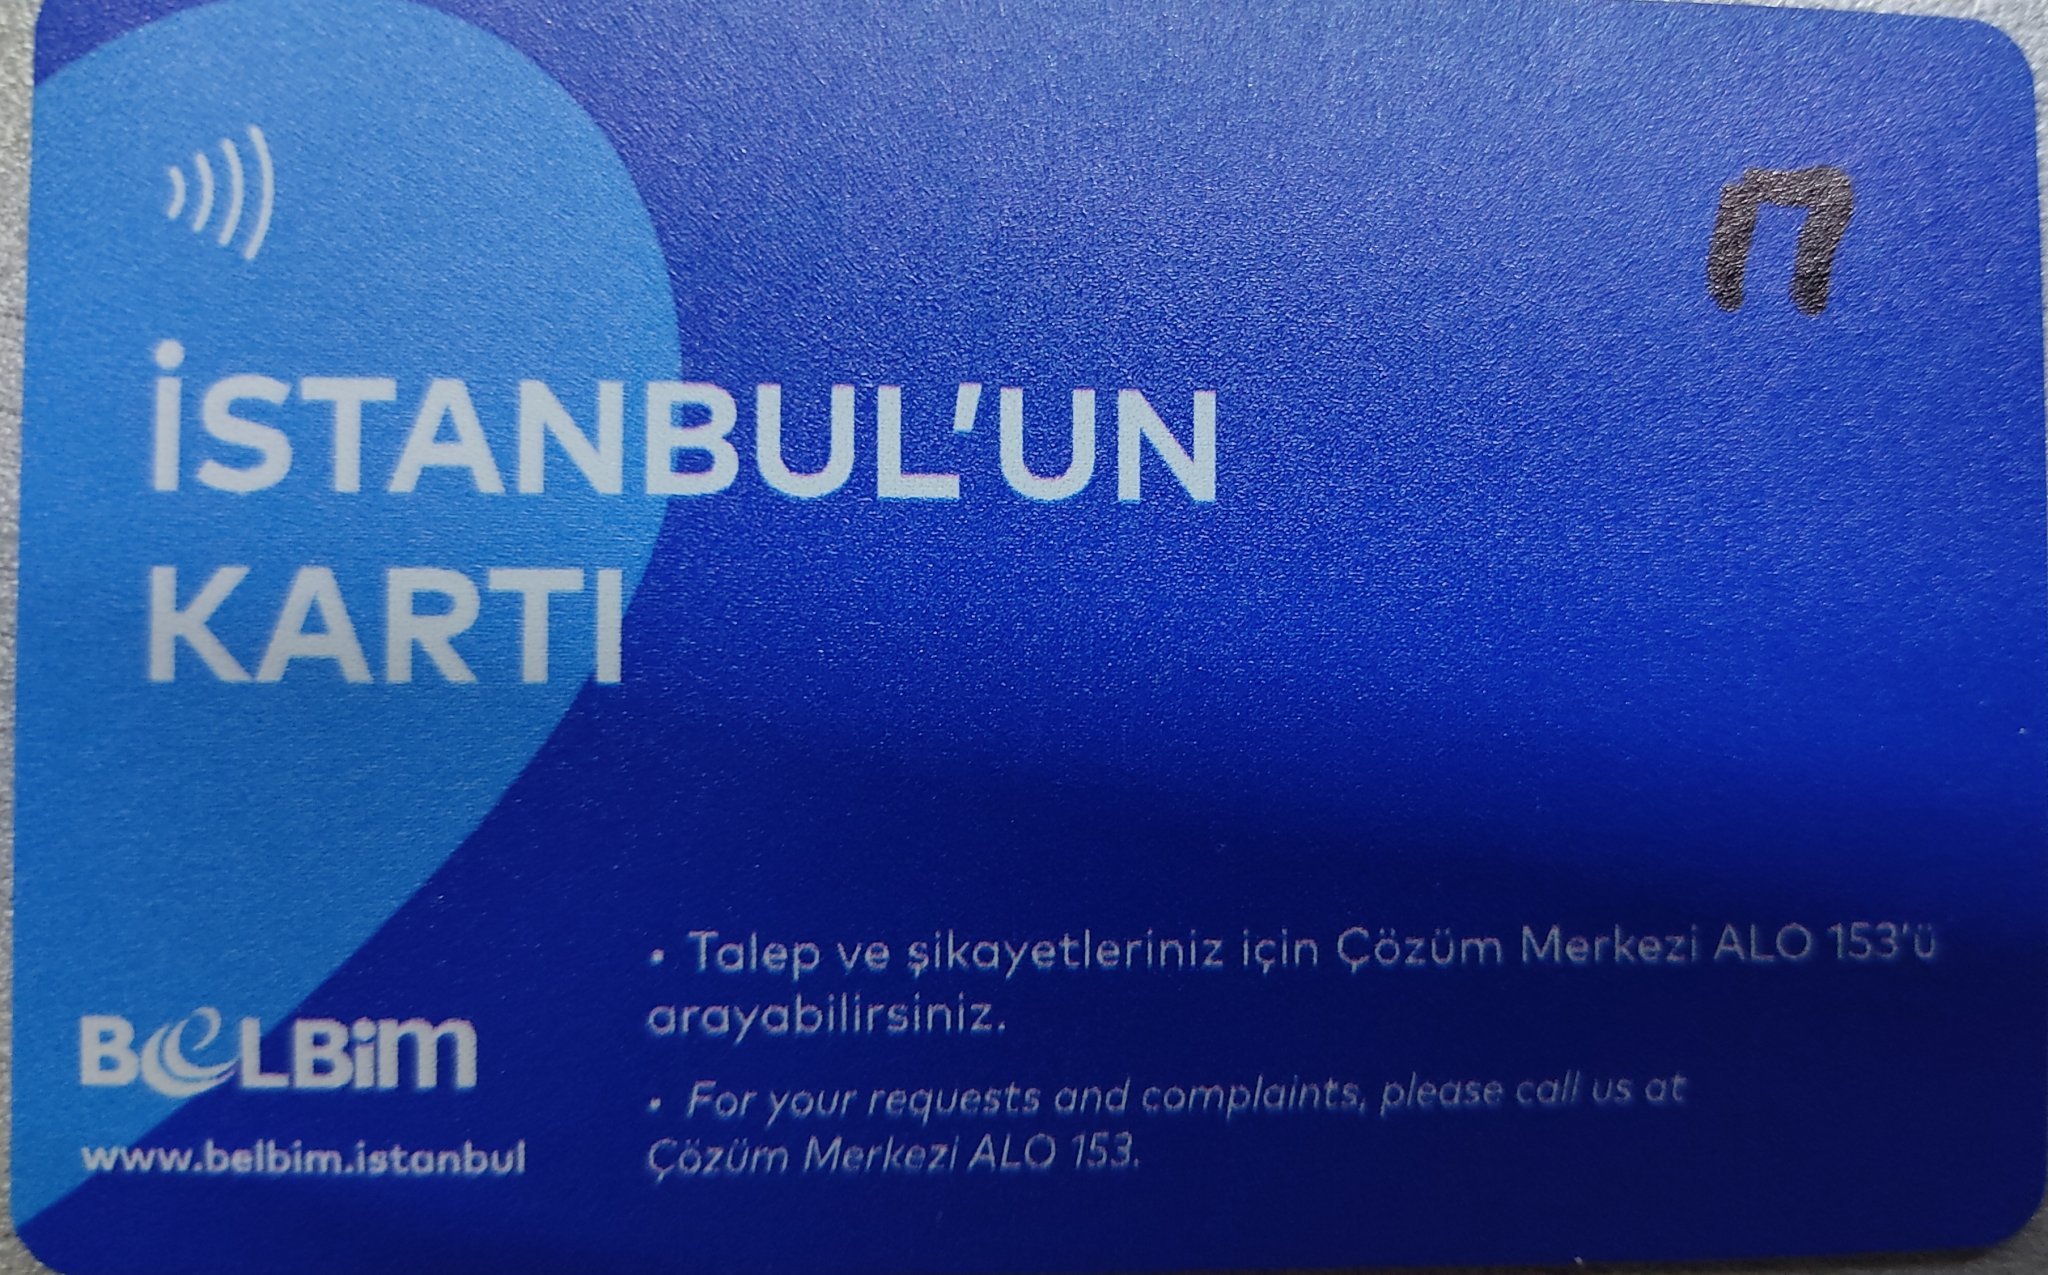 п
İSTANBUL'UN
KARTI
• Talep ve şikayetleriniz için Çözüm Merkezi ALO 153'ü
arayabilirsiniz.
• For your requests and complaints, please call us at
Çözüm Merkezi ALO 153.
BELBiM
www.belbim.istanbul